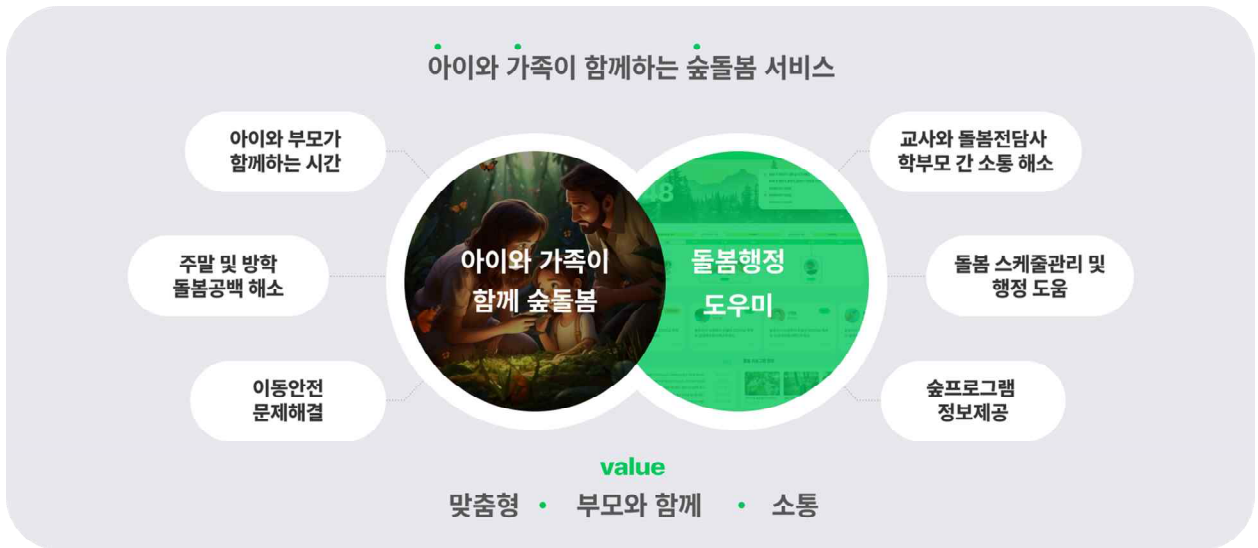 아이와 가족이 함께하는 숲돌봄 서비스
아이와 부모가
함께하는 시간
주말 및 방학
돌봄공백 해소
이동안전
문제해결
아이와 가족이
함께 숲돌봄
48
돌봄행정
도우미
교사와 돌봄전담사
학부모 간 소통 해소
돌봄 스케줄관리 및
행정 도움
숲프로그램
정보제공
value
맞춤형 • 부모와 함께 • 소통